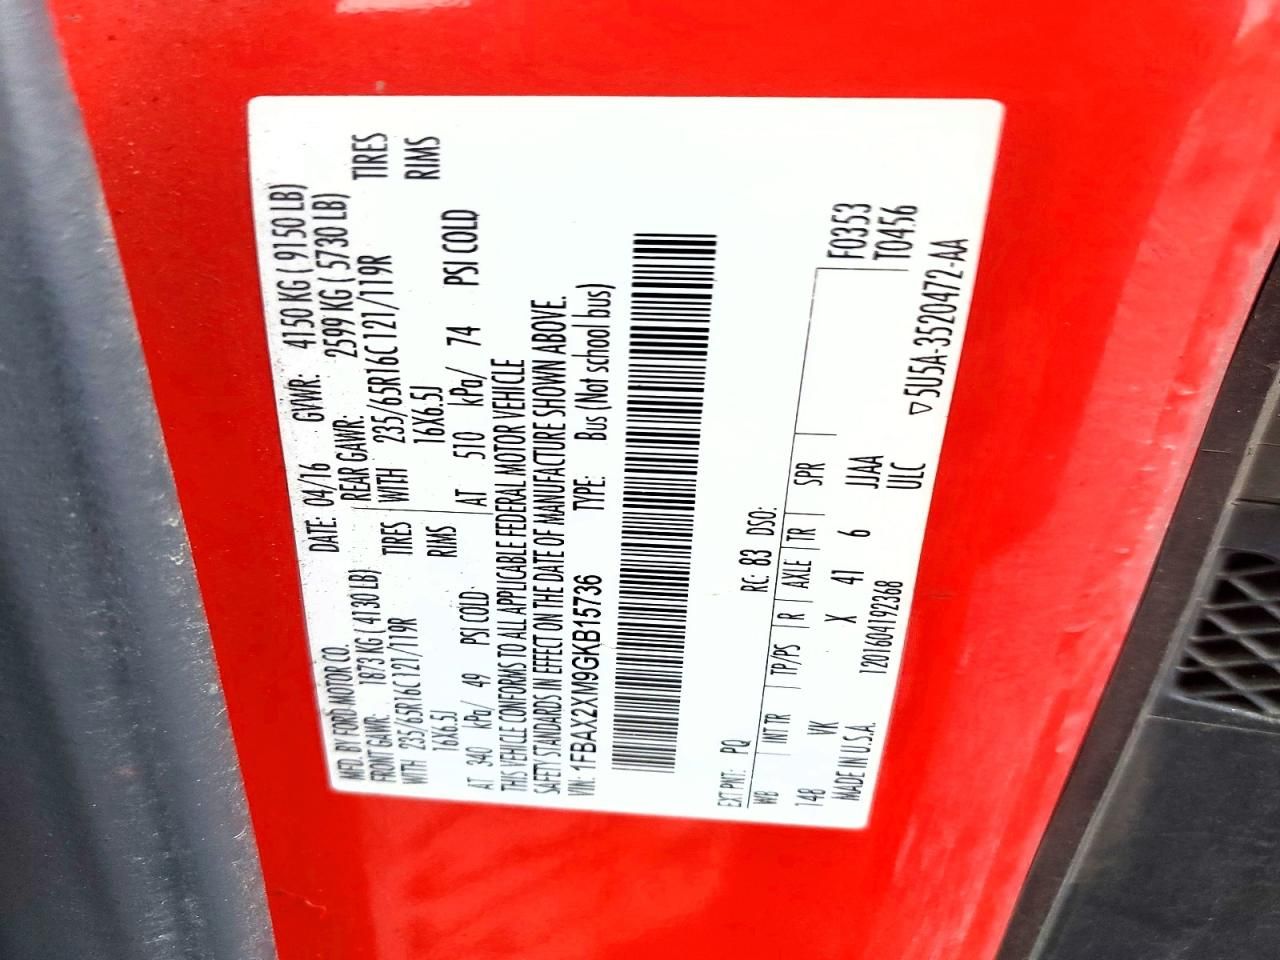 MFD. BY FORD MOTOR CO. DATE: 04/16 GVWR: 4150 KG ( 9150 LB)
FRONT GAWR: 1873 KG ( 4130 LB) REAR GAWR: 2599 KG ( 5730 LB)
WITH 235/65R16C 121/119R TIRES WITH 235/65R16C 121/119R TIRES
16X6.5J RIMS 16X6.5J RIMS
AT 340 kPa/ 49 PSI COLD AT 510 kPa/ 74 PSI COLD
THIS VEHICLE CONFORMS TO ALL APPLICABLE FEDERAL MOTOR VEHICLE
SAFETY STANDARDS IN EFFECT ON THE DATE OF MANUFACTURE SHOWN ABOVE.
VIN: 1FBAX2XM9GKB15736 TYPE: Bus (Not school bus)
EXT PNT: PQ RC: 83 DSO:
WB INT TR TP/PS R AXLE TR SPR F0353
148 VK X 41 6 JJAA T0456
MADE IN U.S.A. 1201604192368 ULC
▽5U5A-3520472-AA